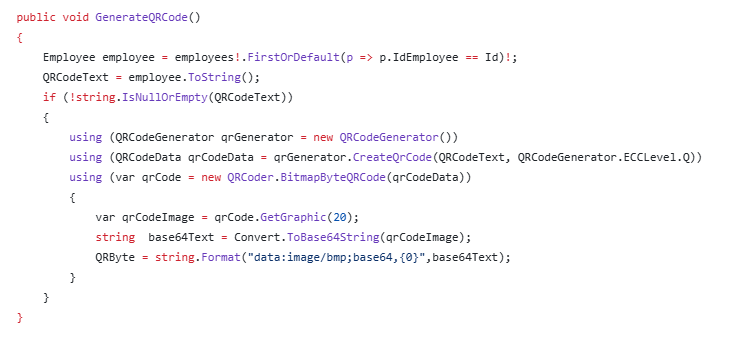 public void GenerateQRCode()
{
    Employee employee = employees!.FirstOrDefault(p => p.IdEmployee == Id)!;
    QRCodeText = employee.ToString();
    if (!string.IsNullOrEmpty(QRCodeText))
    {
        using (QRCodeGenerator qrGenerator = new QRCodeGenerator())
        using (QRCodeData qrCodeData = qrGenerator.CreateQrCode(QRCodeText, QRCodeGenerator.ECCLevel.Q))
        using (var qrCode = new QRCoder.BitmapByteQRCode(qrCodeData))
        {
            var qrCodeImage = qrCode.GetGraphic(20);
            string  base64Text = Convert.ToBase64String(qrCodeImage);
            QRByte = string.Format("data:image/bmp;base64,{0}",base64Text);
        }
    }
}